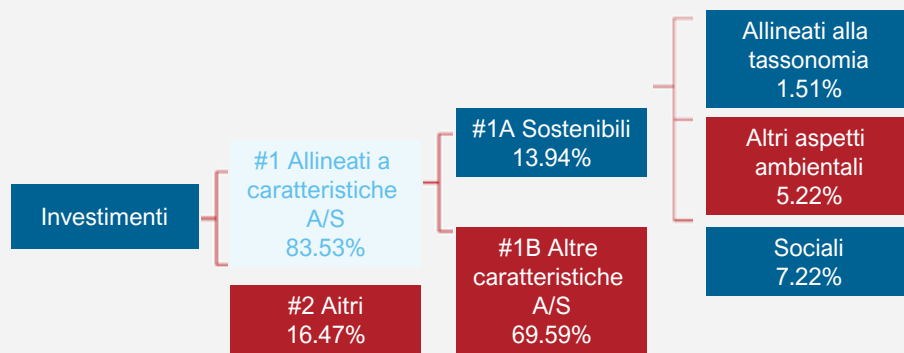 Investimenti
#1 Allineati a
caratteristiche
A/S
83.53%
#2 Aitri
16.47%
#1A Sostenibili
13.94%
#1B Altre
caratteristiche
A/S
69.59%
Allineati alla
tassonomia
1.51%
Altri aspetti
ambientali
5.22%
Sociali
7.22%